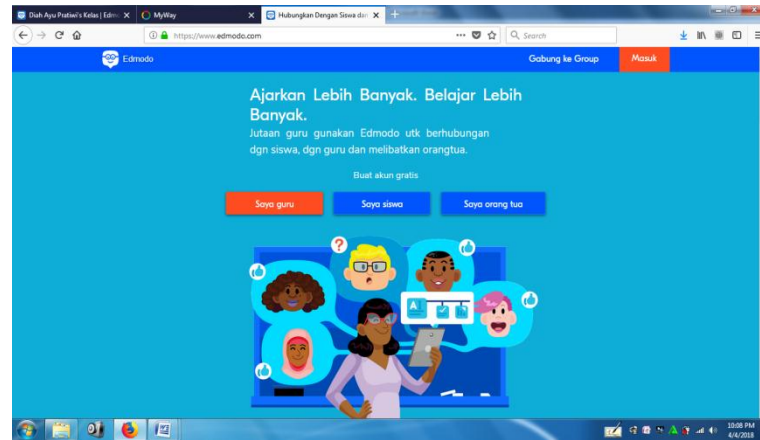 Diah Ayu Pratiwi's Kelas | Edm
MyWay
Hubungkan Dengan Siswa dan
https://www.edmodo.com
Search
Edmodo
Gabung ke Group
Masuk
Ajarkan Lebih Banyak. Belajar Lebih
Banyak.
Jutaan guru gunakan Edmodo utk berhubungan
dgn siswa, dgn guru dan melibatkan orangtua.
Buat akun gratis
Saya guru
Saya siswa
Saya orang tua
?
A
10:08 PM
4/4/2018